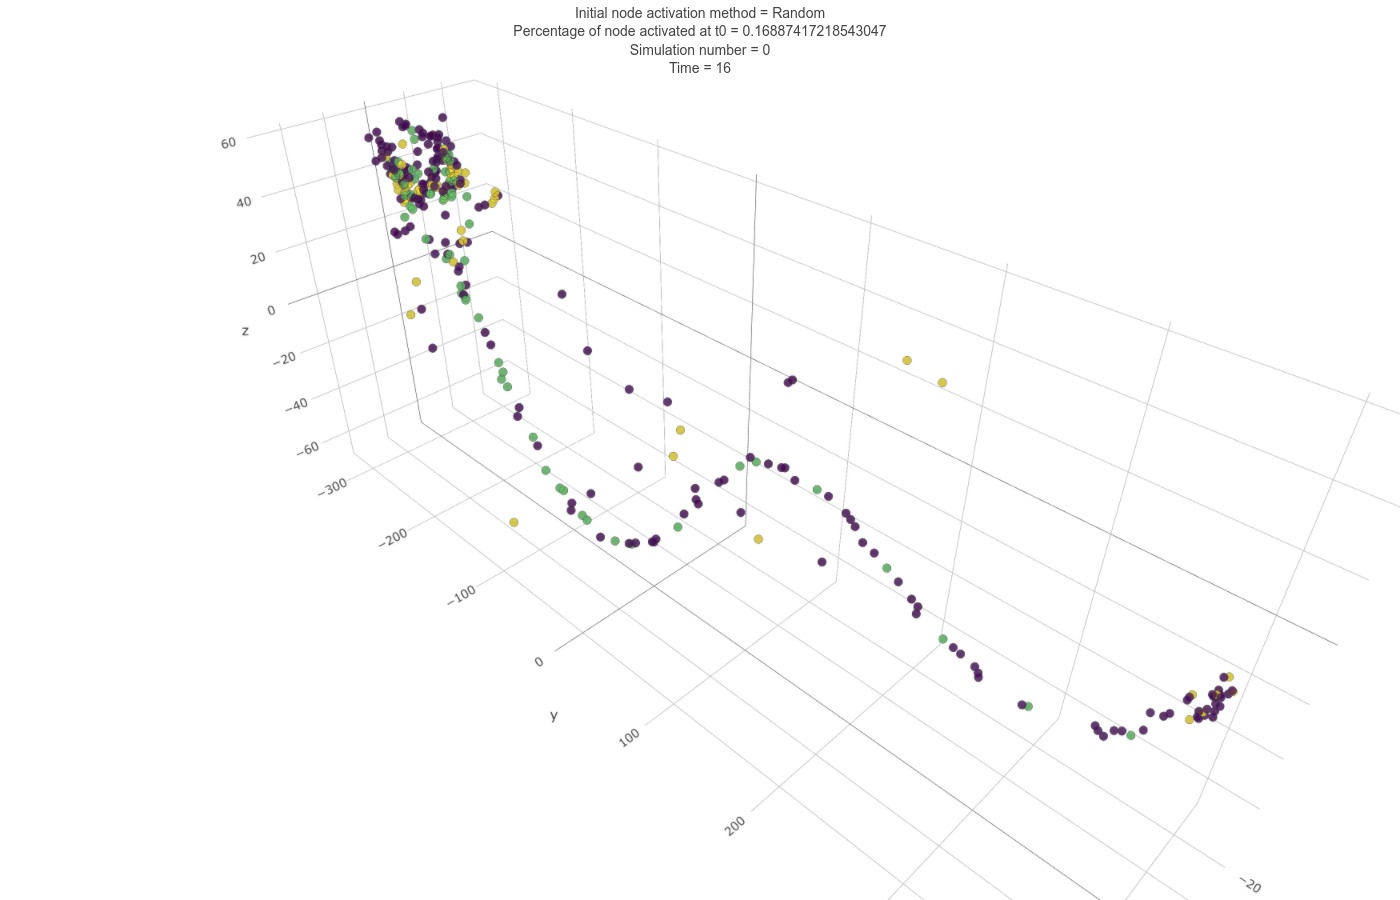 Initial node activation method = Random
Percentage of node activated at t0 = 0.16887417218543047
Simulation number = 0
Time = 16
60
40
20
0
z
−20
−40
−60
−300
−200
−100
0
y
100
200
−20